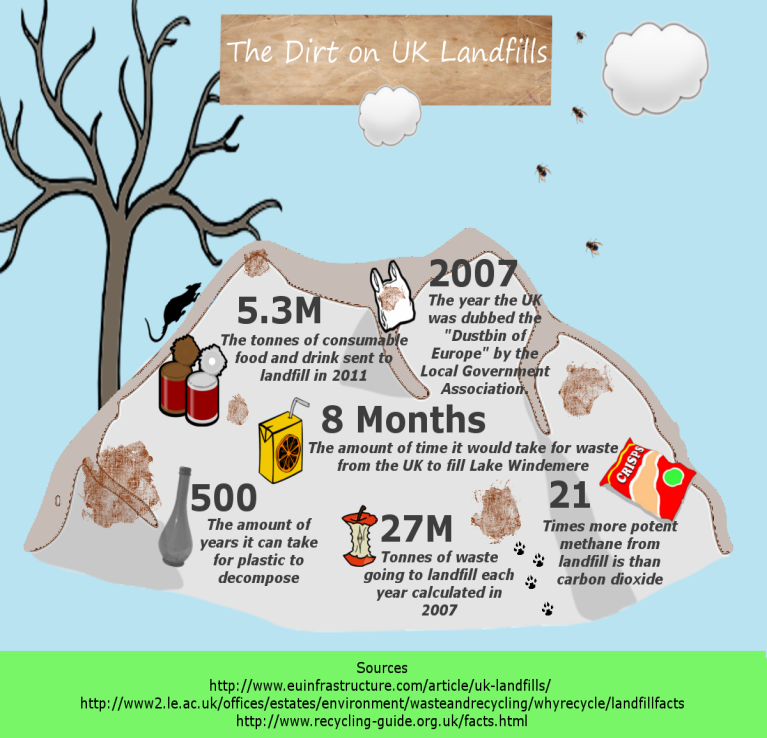 The Dirt on UK Landfills
5.3M
The tonnes of consumable
food and drink sent to
landfill in 2011
2007
The year the UK
was dubbed the
"Dustbin of
Europe" by the
Local Government
Association.
8 Months
The amount of time it would take for waste
from the UK to fill Lake Windemere
CRISPS
500
The amount of
years it can take
for plastic to
decompose
27M
Tonnes of waste
going to landfill each
year calculated in
2007
21
Times more potent
methane from
landfill is than
carbon dioxide
Sources
http://www.euinfrastructure.com/article/uk-landfills/
http://www2.le.ac.uk/offices/estates/environment/wasteandrecycling/whyrecycle/landfillfacts
http://www.recycling-guide.org.uk/facts.html